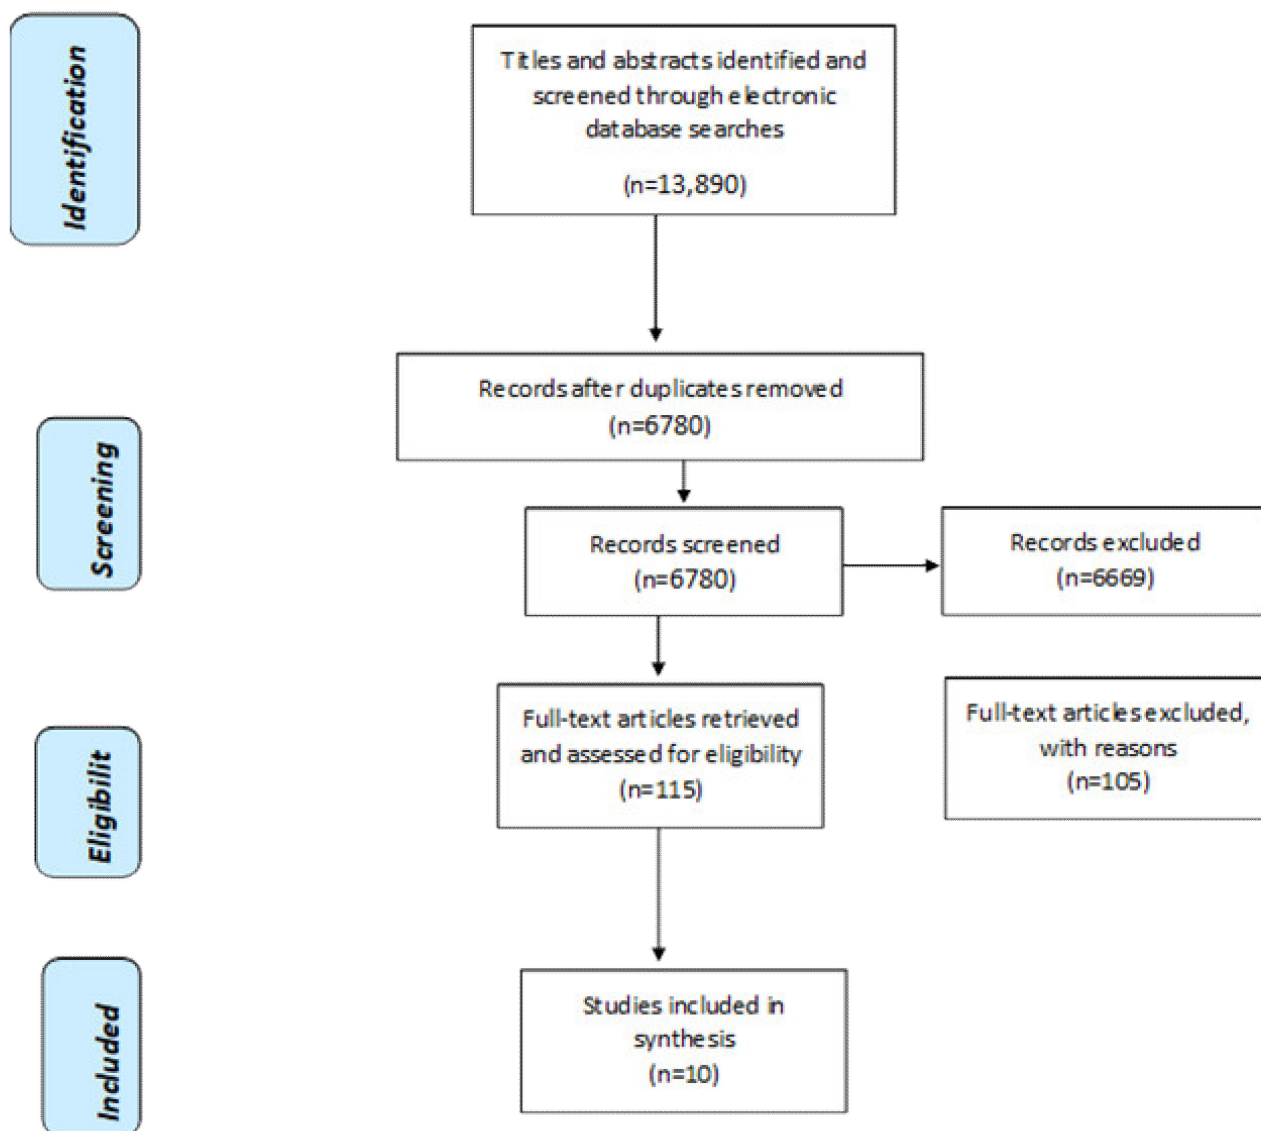 Identification
Titles and abstracts identified and
screened through electronic
database searches
(n=13,890)
Records after duplicates removed
(n=6780)
Screening
Records screened
(n=6780)
Records excluded
(n=6669)
Eligibilit
Full-text articles retrieved
and assessed for eligibility
(n=115)
Full-text articles excluded,
with reasons
(n=105)
Included
Studies included in
synthesis
(n=10)